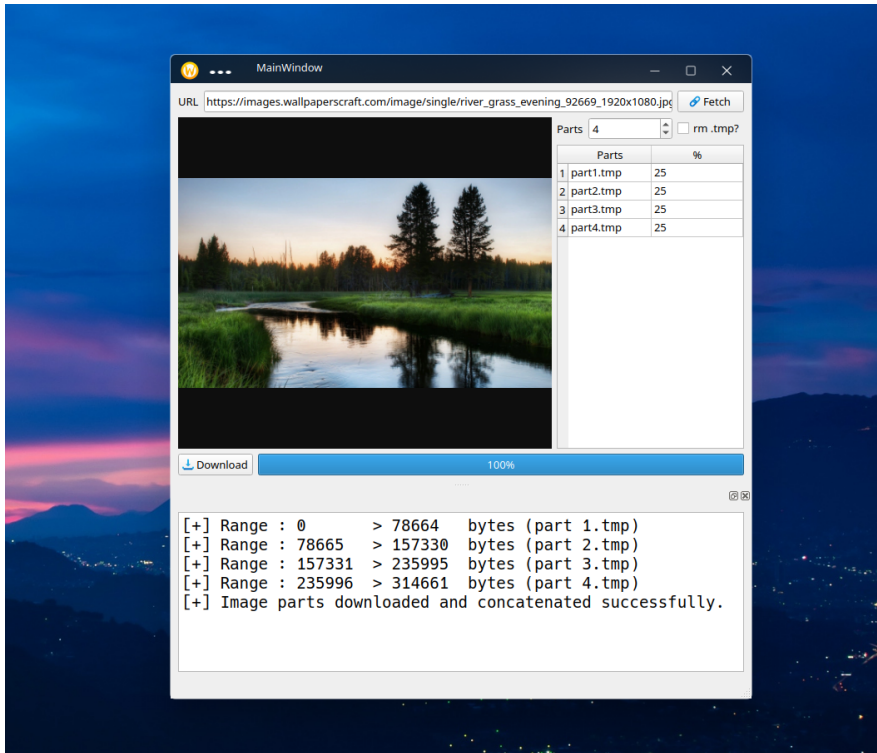 MainWindow
URL https://images.wallpaperscraft.com/image/single/river_grass_evening_92669_1920x1080.jpg Fetch
Parts 4 rm .tmp?
Parts %
1 part1.tmp 25
2 part2.tmp 25
3 part3.tmp 25
4 part4.tmp 25
Download 100%
[+] Range : 0 > 78664 bytes (part 1.tmp)
[+] Range : 78665 > 157330 bytes (part 2.tmp)
[+] Range : 157331 > 235995 bytes (part 3.tmp)
[+] Range : 235996 > 314661 bytes (part 4.tmp)
[+] Image parts downloaded and concatenated successfully.